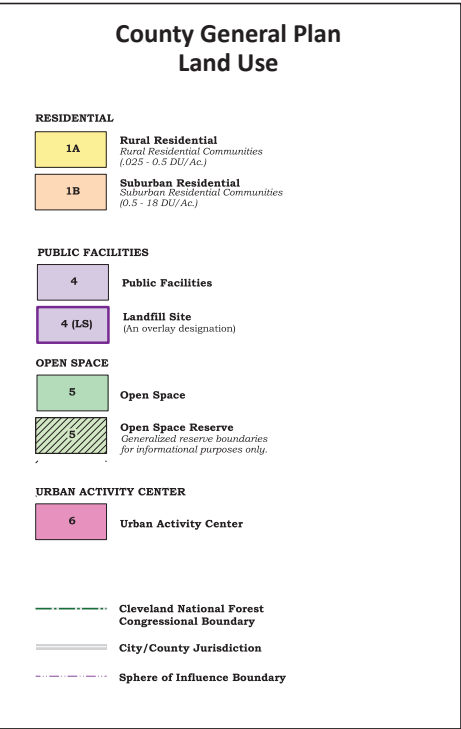 County General Plan
Land Use
RESIDENTIAL
1A
Rural Residential
Rural Residential Communities
(.025 - 0.5 DU/Ac.)
1B
Suburban Residential
Suburban Residential Communities
(0.5 - 18 DU/Ac.)
PUBLIC FACILITIES
4
Public Facilities
4 (LS)
Landfill Site
(An overlay designation)
OPEN SPACE
5
Open Space
5
Open Space Reserve
Generalized reserve boundaries
for informational purposes only.
URBAN ACTIVITY CENTER
6
Urban Activity Center
Cleveland National Forest
Congressional Boundary
City/County Jurisdiction
Sphere of Influence Boundary